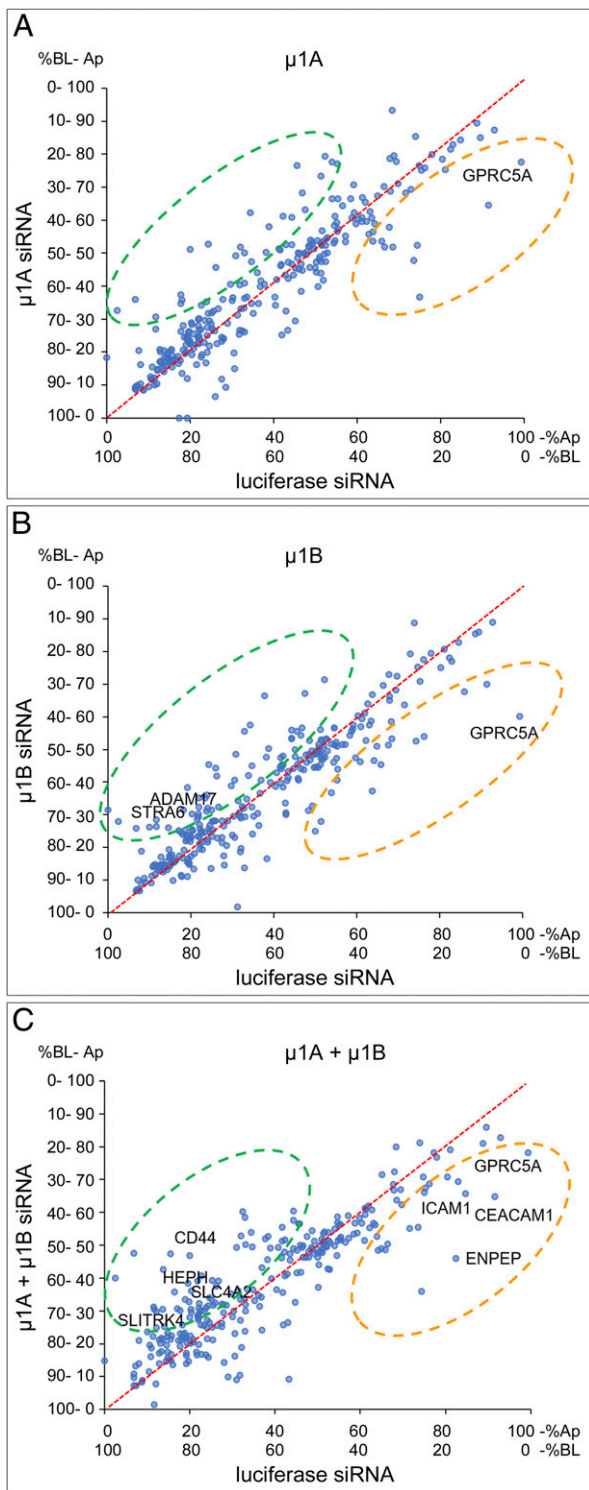 A
%BL- Ap
μ1A
0- 100
10- 90
20- 80
30- 70
40- 60
50- 50
60- 40
70- 30
80- 20
90- 10
100- 0
μ1A siRNA
GPRC5A
0 20 40 60 80 100 -%Ap
100 80 60 40 20 0 -%BL
luciferase siRNA
B
%BL- Ap
μ1B
0- 100
10- 90
20- 80
30- 70
40- 60
50- 50
60- 40
70- 30
80- 20
90- 10
100- 0
μ1B siRNA
GPRC5A
ADAM17
STRA6
0 20 40 60 80 100 -%Ap
100 80 60 40 20 0 -%BL
luciferase siRNA
C
%BL- Ap
μ1A + μ1B
0- 100
10- 90
20- 80
30- 70
40- 60
50- 50
60- 40
70- 30
80- 20
90- 10
100- 0
μ1A + μ1B siRNA
GPRC5A
ICAM1
CEACAM1
CD44
ENPEP
HEPH
SLC4A2
SLITRK4
0 20 40 60 80 100 -%Ap
100 80 60 40 20 0 -%BL
luciferase siRNA